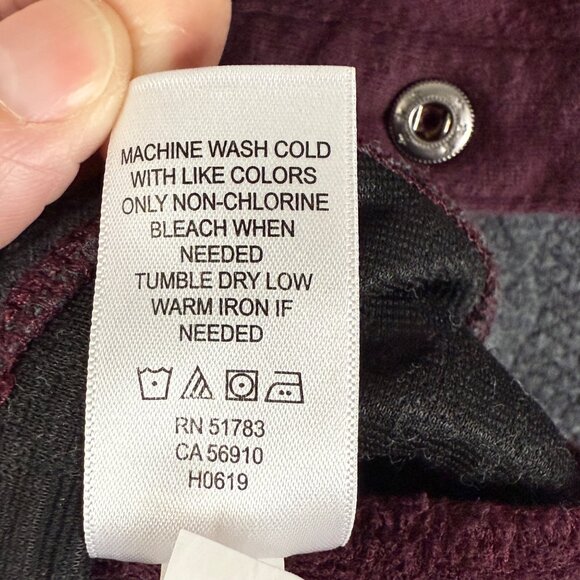 MACHINE WASH COLD
WITH LIKE COLORS
ONLY NON-CHLORINE
BLEACH WHEN
NEEDED
TUMBLE DRY LOW
WARM IRON IF
NEEDED
RN 51783
CA 56910
H0619